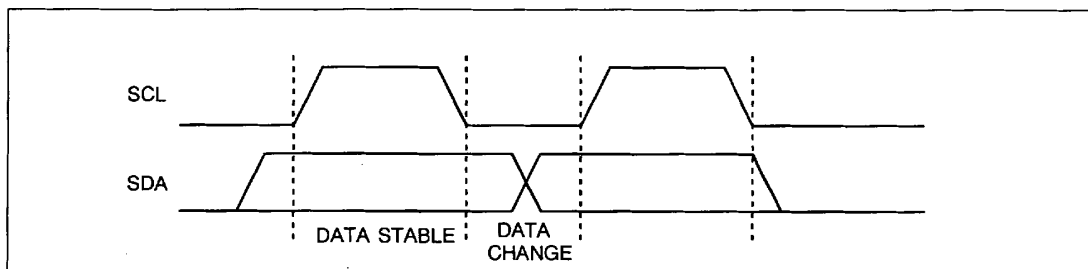 SCL
SDA
DATA STABLE
DATA
CHANGE